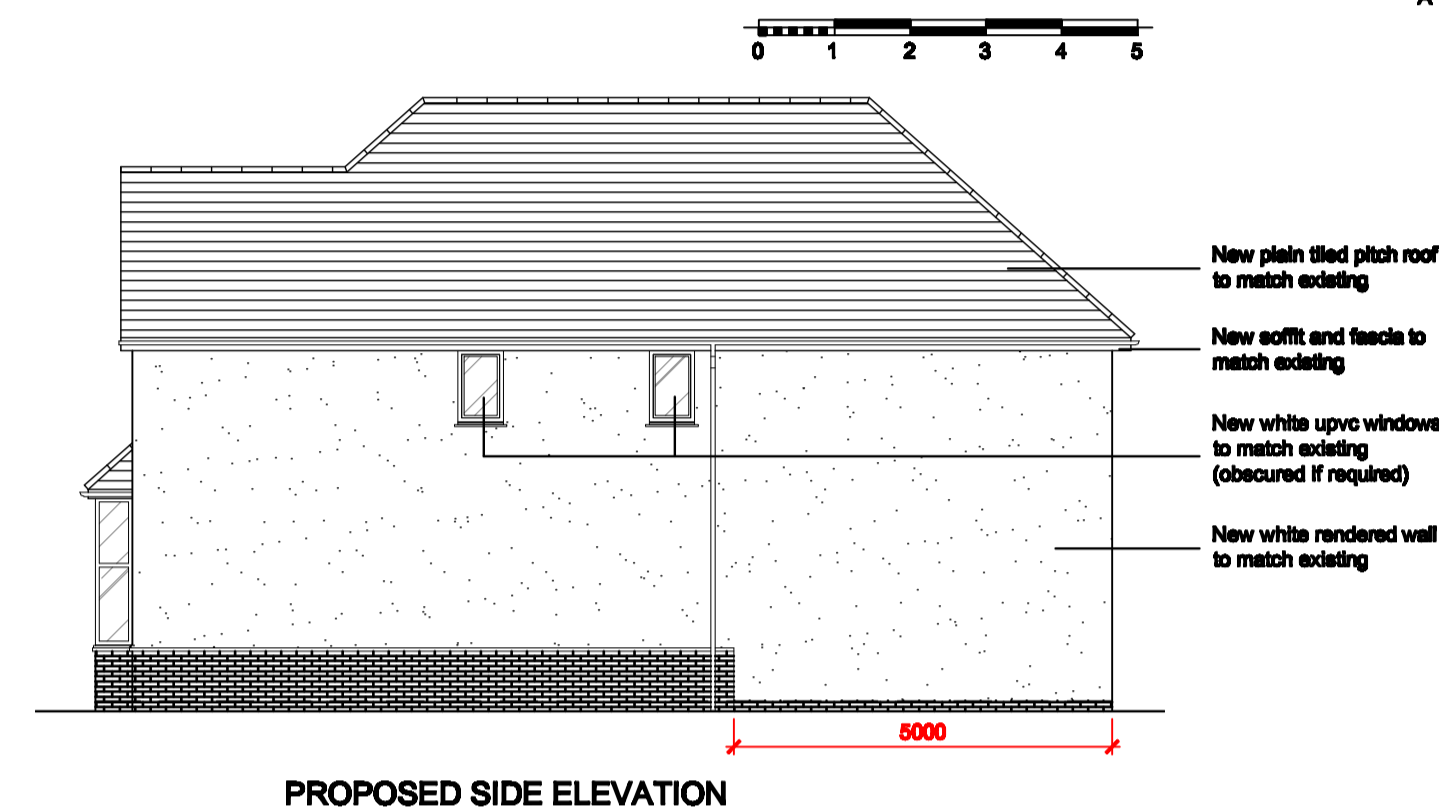 0 1 2 3 4 5
New plain tiled pitch roof
to match existing
New soffit and fascia to
match existing
New white upvc windows
to match existing
(obscured if required)
New white rendered wall
to match existing
5000
PROPOSED SIDE ELEVATION